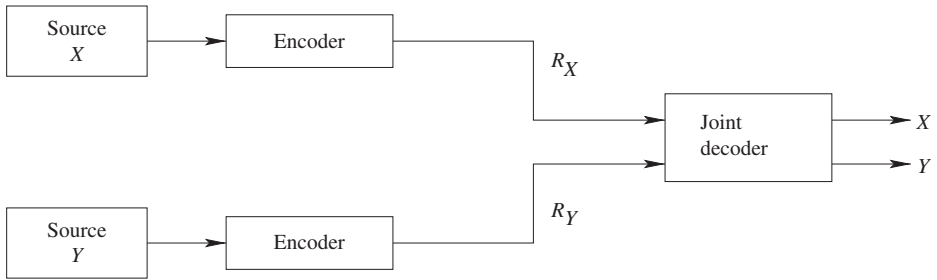 Source
X
Encoder
R_X
Joint
decoder
X
Y
Source
Y
Encoder
R_Y